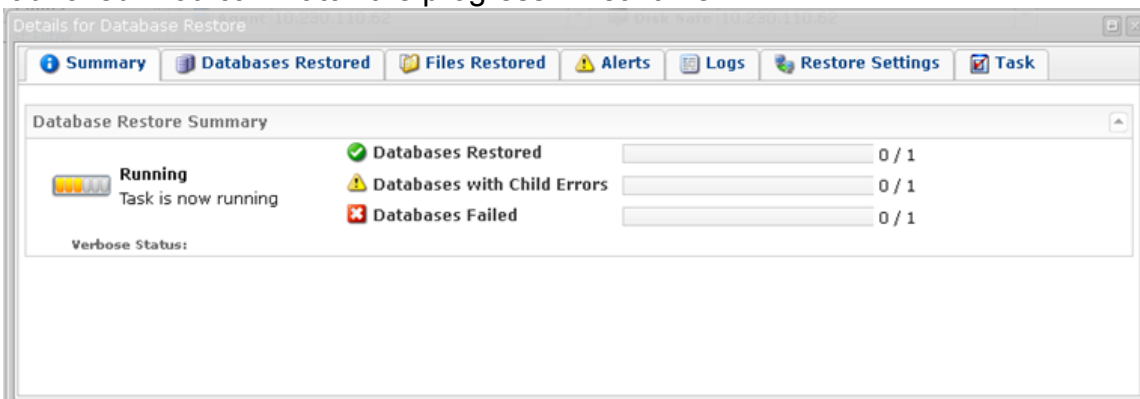 Details for Database Restore
Summary Databases Restored Files Restored Alerts Logs Restore Settings Task
Database Restore Summary
Databases Restored 0 / 1
Running
Task is now running
Databases with Child Errors 0 / 1
Databases Failed 0 / 1
Verbose Status: